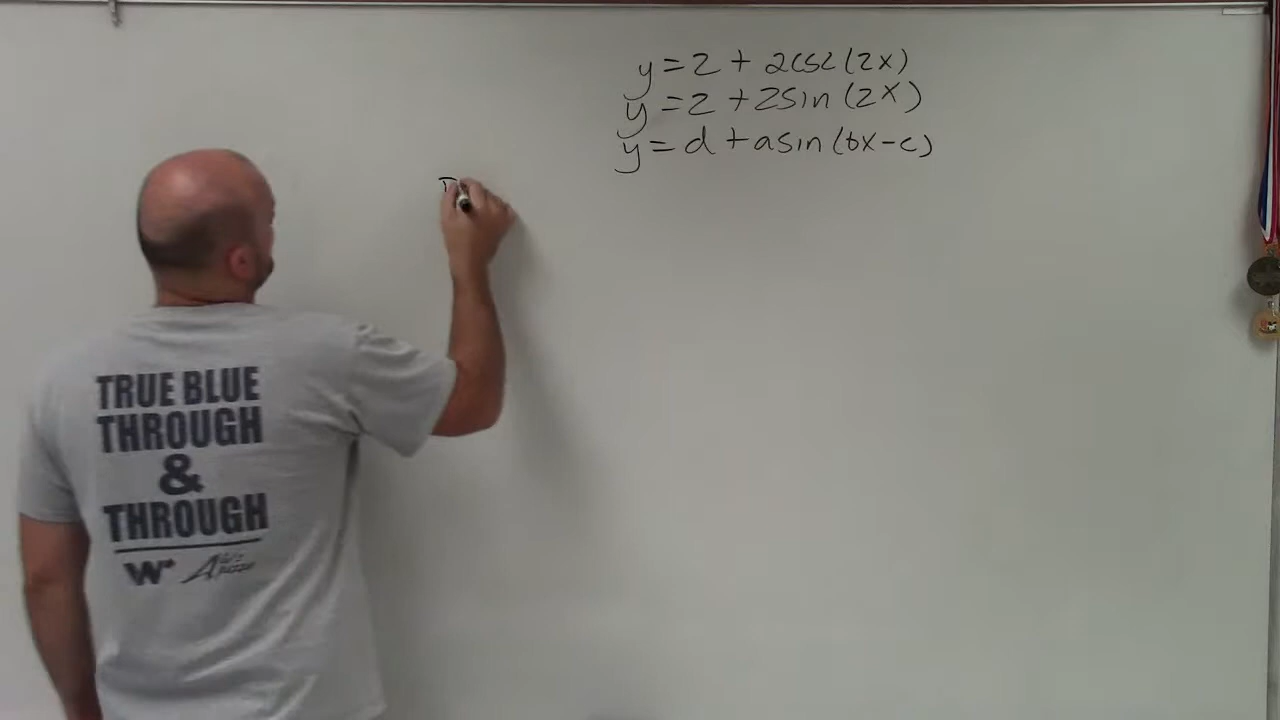 y = 2 + 2csc(2x)
y = 2 + 2sin(2x)
y = d + asin(bx-c)
TRUE BLUE
THROUGH
&
THROUGH
W